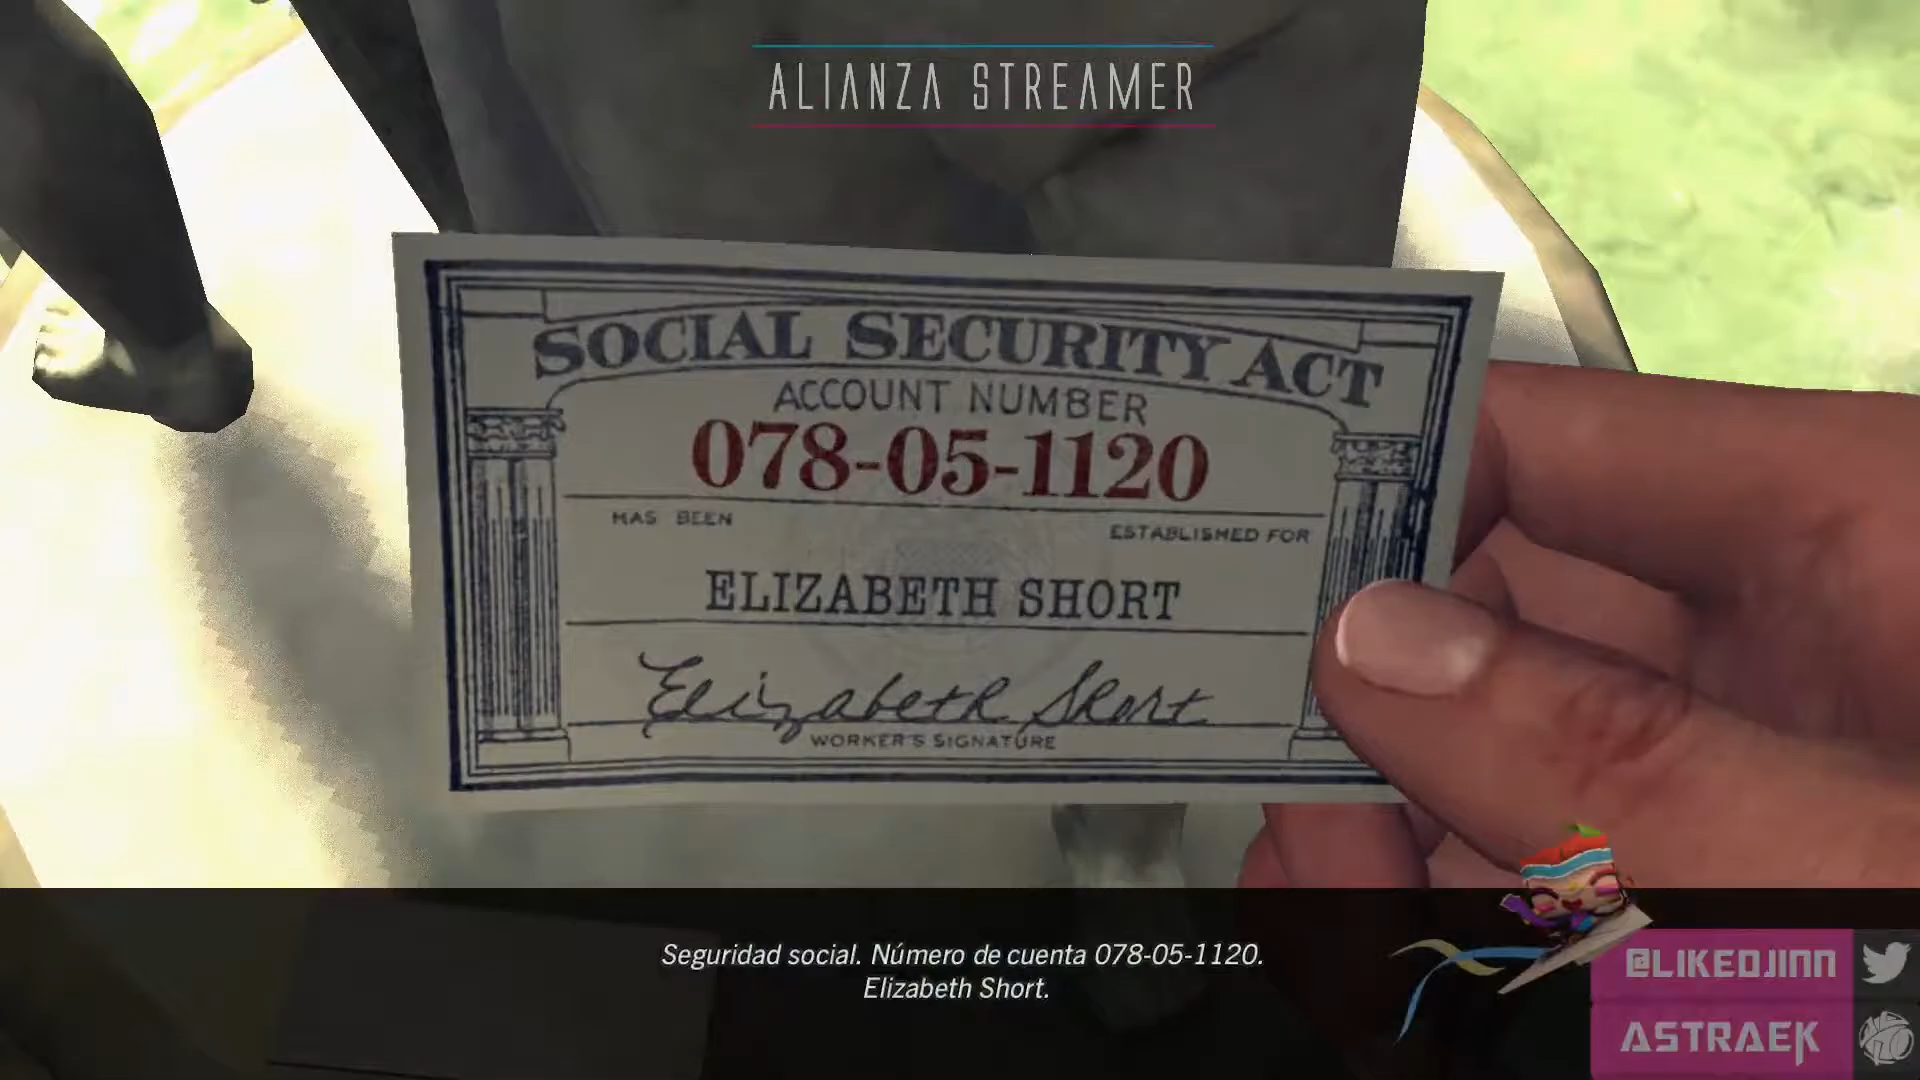 ALIANZA STREAMER
SOCIAL SECURITY ACT
ACCOUNT NUMBER
078-05-1120
HAS BEEN
ESTABLISHED FOR
ELIZABETH SHORT
Elizabeth Short
WORKER'S SIGNATURE
Seguridad social. Número de cuenta 078-05-1120.
Elizabeth Short.
@LIKEDJINN
ASTRAEK